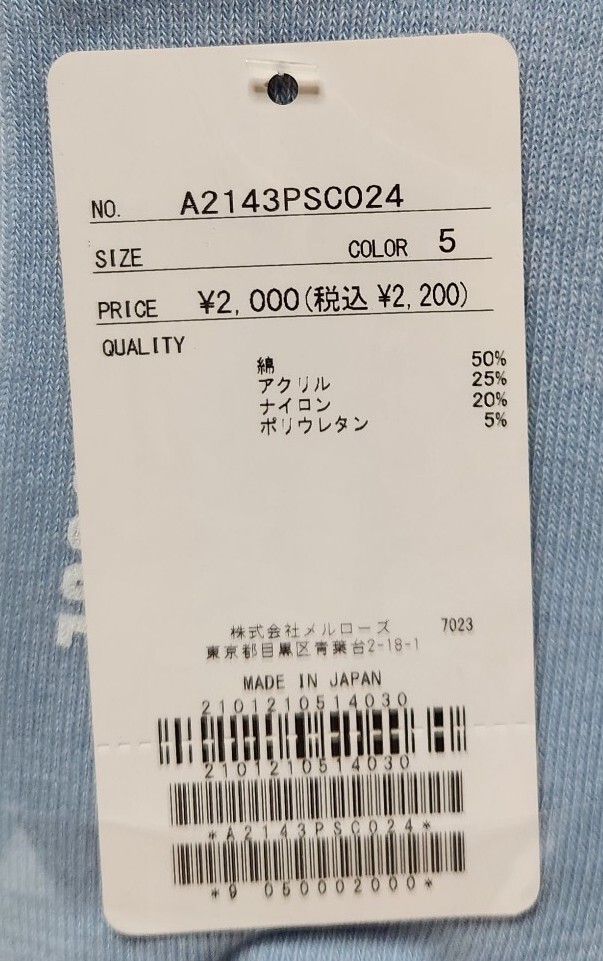 NO. A2143PSC024
SIZE COLOR 5
PRICE ¥2,000(税込 ¥2,200)
QUALITY
綿 50%
アクリル 25%
ナイロン 20%
ポリウレタン 5%
株式会社メルローズ 7023
東京都目黒区青葉台2-18-1
MADE IN JAPAN
2101210514030
2101210514030
*A2143PSC024*
*9 050002000*